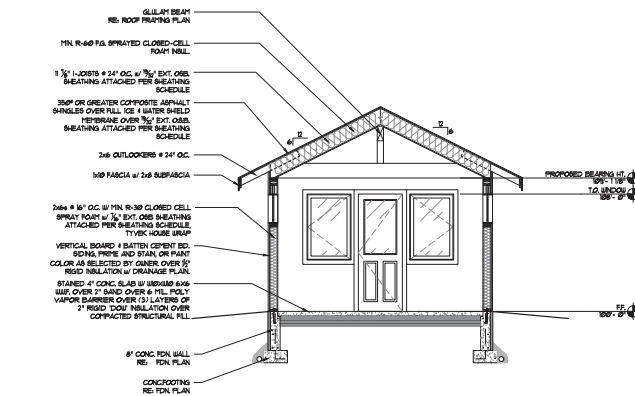 GLULAM BEAM
RE: ROOF FRAMING PLAN
MIN. R-60 F.G. SPRAYED CLOSED-CELL
FOAM INSUL.
11 7/8" I-JOISTS @ 24" O.C. w/ 19/32" EXT. OSB
SHEATHING ATTACHED PER SHEATHING
SCHEDULE
350# OR GREATER COMPOSITE ASPHALT
SHINGLES OVER FULL ICE & WATER SHIELD
MEMBRANE OVER 19/32" EXT. OSB
SHEATHING ATTACHED PER SHEATHING
SCHEDULE
12
6
12
6
2x6 OUTLOOKERS @ 24" O.C.
1x10 FASCIA w/ 2x8 SUBFASCIA
PROPOSED BEARING HT.
T.O. WINDOW
2x6s @ 16" O.C. W/ MIN. R-30 CLOSED CELL
SPRAY FOAM w/ EXT. OSB SHEATHING
ATTACHED PER SHEATHING SCHEDULE,
TYVEK HOUSE WRAP
VERTICAL BOARD & BATTEN CEMENT BD.
SIDING, PRIME AND STAIN, OR PAINT
COLOR AS SELECTED BY OWNER, OVER
RIGID INSULATION w/ DRAINAGE PLAN.
STAINED 4" CONC. SLAB W/ 6X6
W.W.F. OVER 2" SAND OVER 6 MIL. POLY
VAPOR BARRIER OVER (3) LAYERS OF
2" RIGID 'DOW' INSULATION OVER
COMPACTED STRUCTURAL FILL
F.F.
100'- 0"
8" CONC. FDN. WALL
RE: FDN. PLAN
CONC.FOOTING
RE: FDN. PLAN